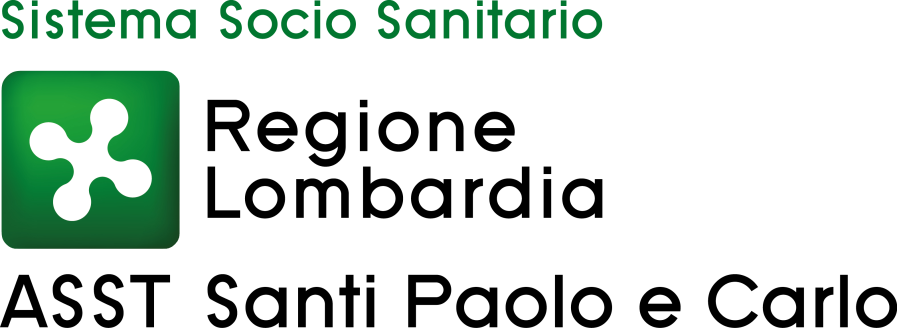 Sistema Socio Sanitario
Regione
Lombardia
ASST Santi Paolo e Carlo